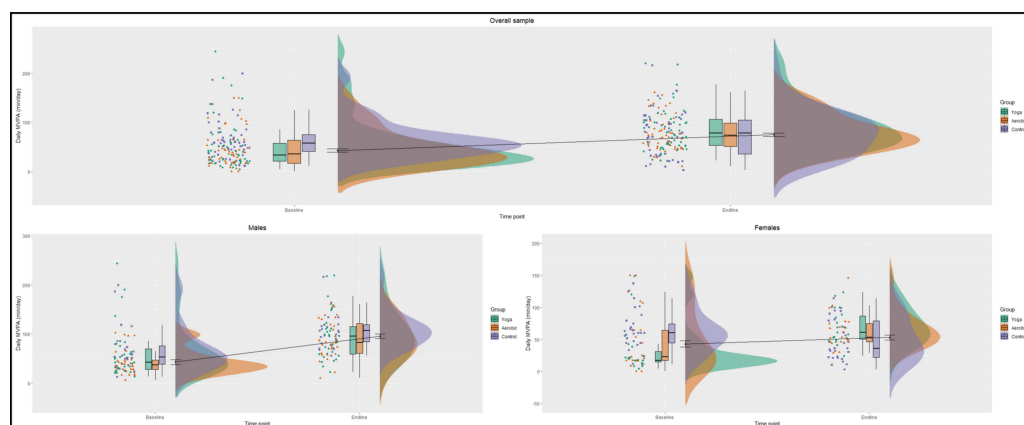 Overall sample
Daily MVPA (min/day)
200
100
0
Baseline
Endline
Time point
Group
Yoga
Aerobic
Control
Males
Daily MVPA (min/day)
300
200
100
0
Baseline
Endline
Time point
Group
Yoga
Aerobic
Control
Females
Daily MVPA (min/day)
200
150
100
50
0
-50
Baseline
Endline
Time point
Group
Yoga
Aerobic
Control